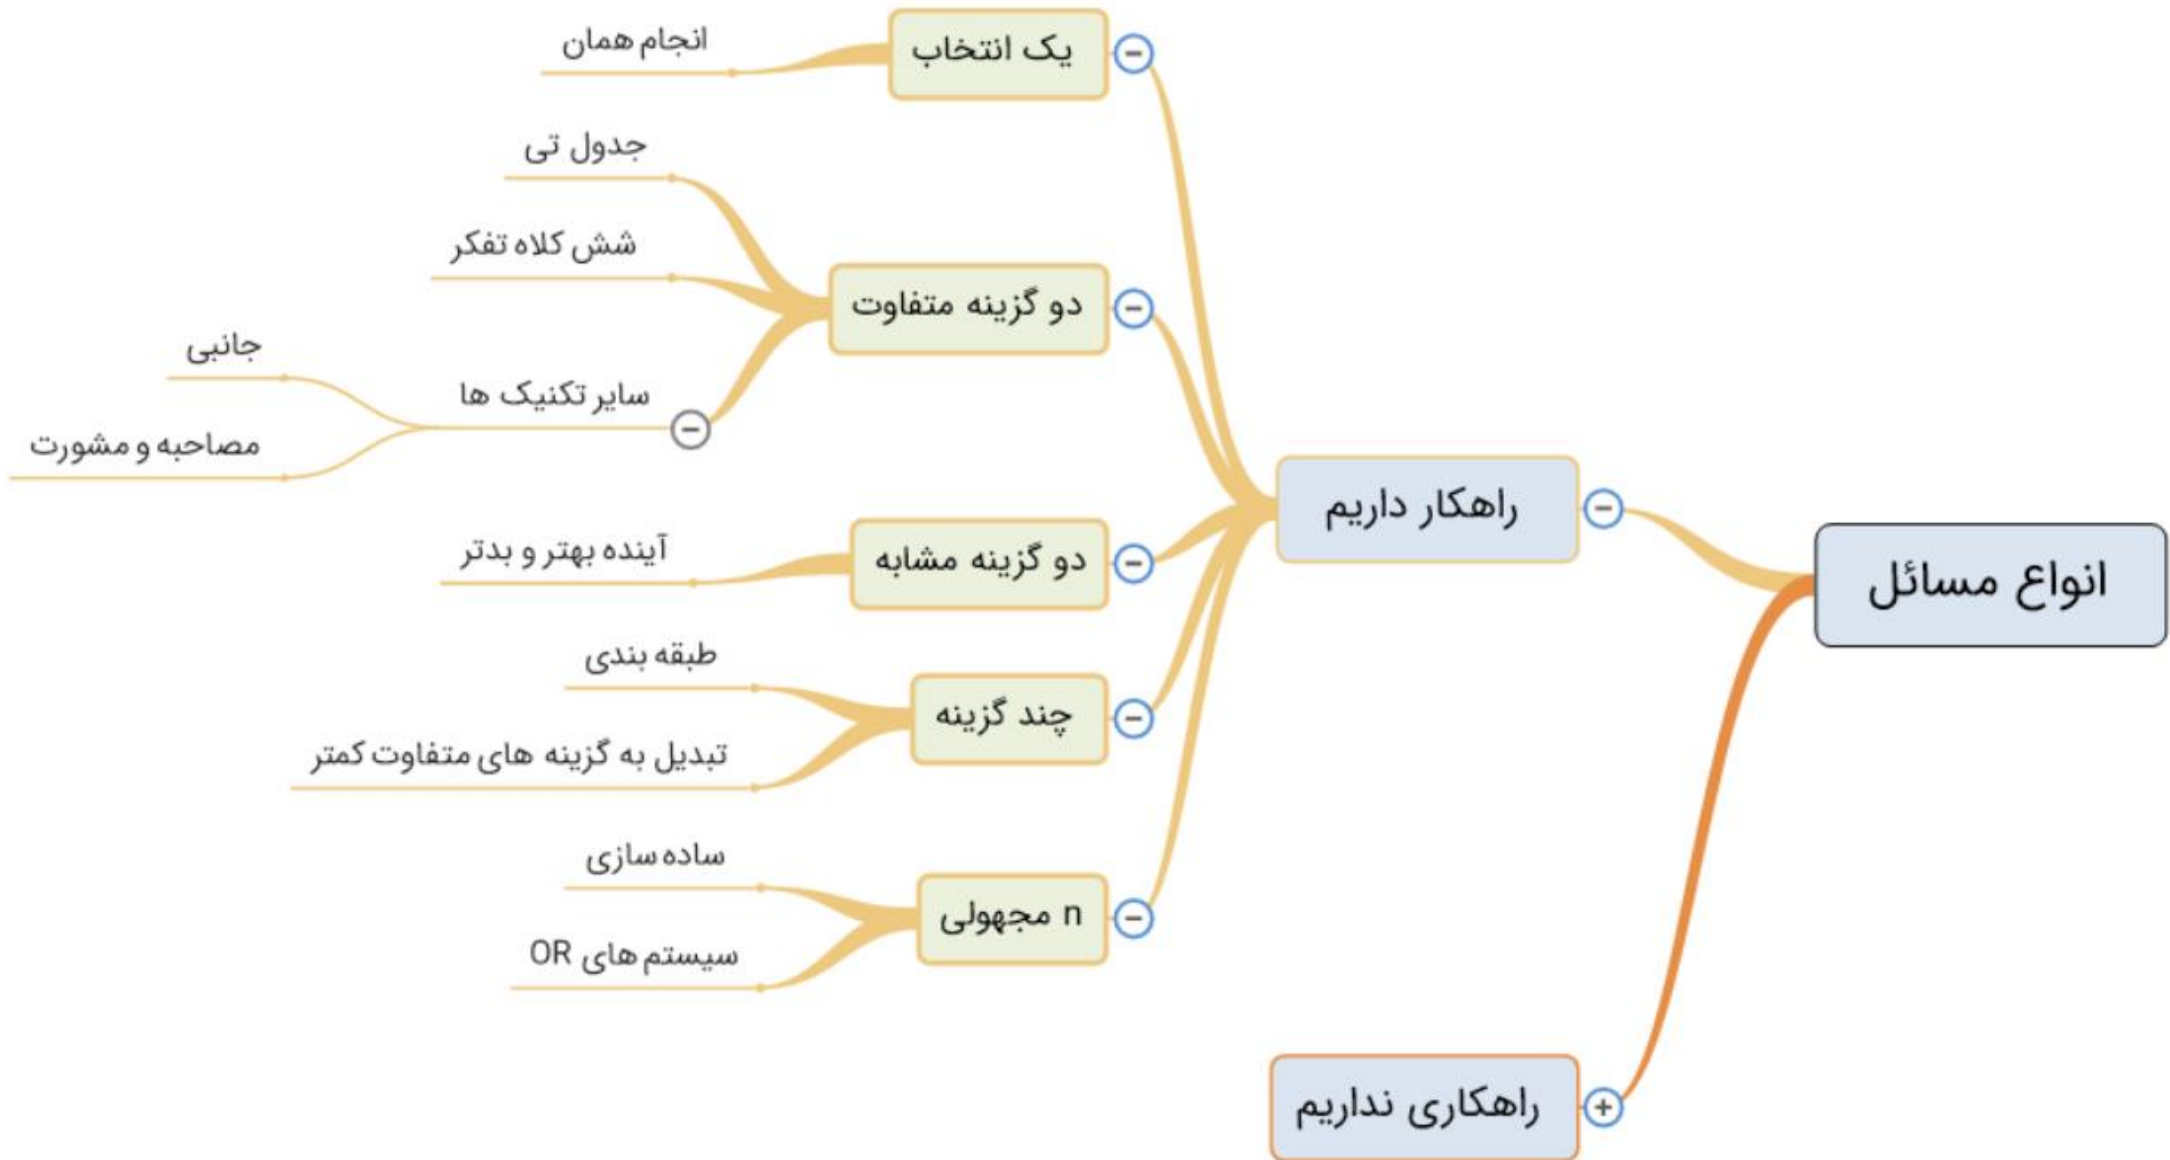 انواع مسائل
راهکار داریم
یک انتخاب
انجام همان
دو گزینه متفاوت
جدول تی
شش کلاه تفکر
سایر تکنیک ها
جانبی
مصاحبه و مشورت
دو گزینه مشابه
آینده بهتر و بدتر
چند گزینه
طبقه بندی
تبدیل به گزینه های متفاوت کمتر
n مجهولی
ساده سازی
سیستم های OR
راهکاری نداریم